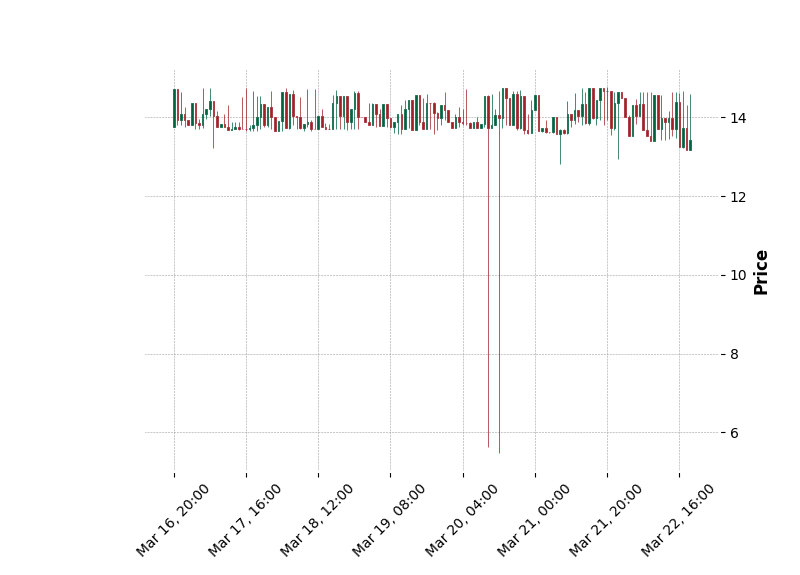 14
12
10
8
6
Price
Mar 16, 20:00
Mar 17, 16:00
Mar 18, 12:00
Mar 19, 08:00
Mar 20, 04:00
Mar 21, 00:00
Mar 21, 20:00
Mar 22, 16:00